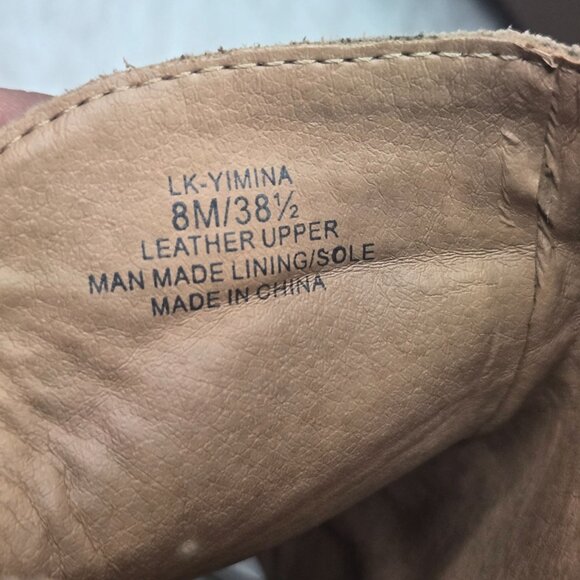 LK-YIMINA
8M/38½
LEATHER UPPER
MAN MADE LINING/SOLE
MADE IN CHINA